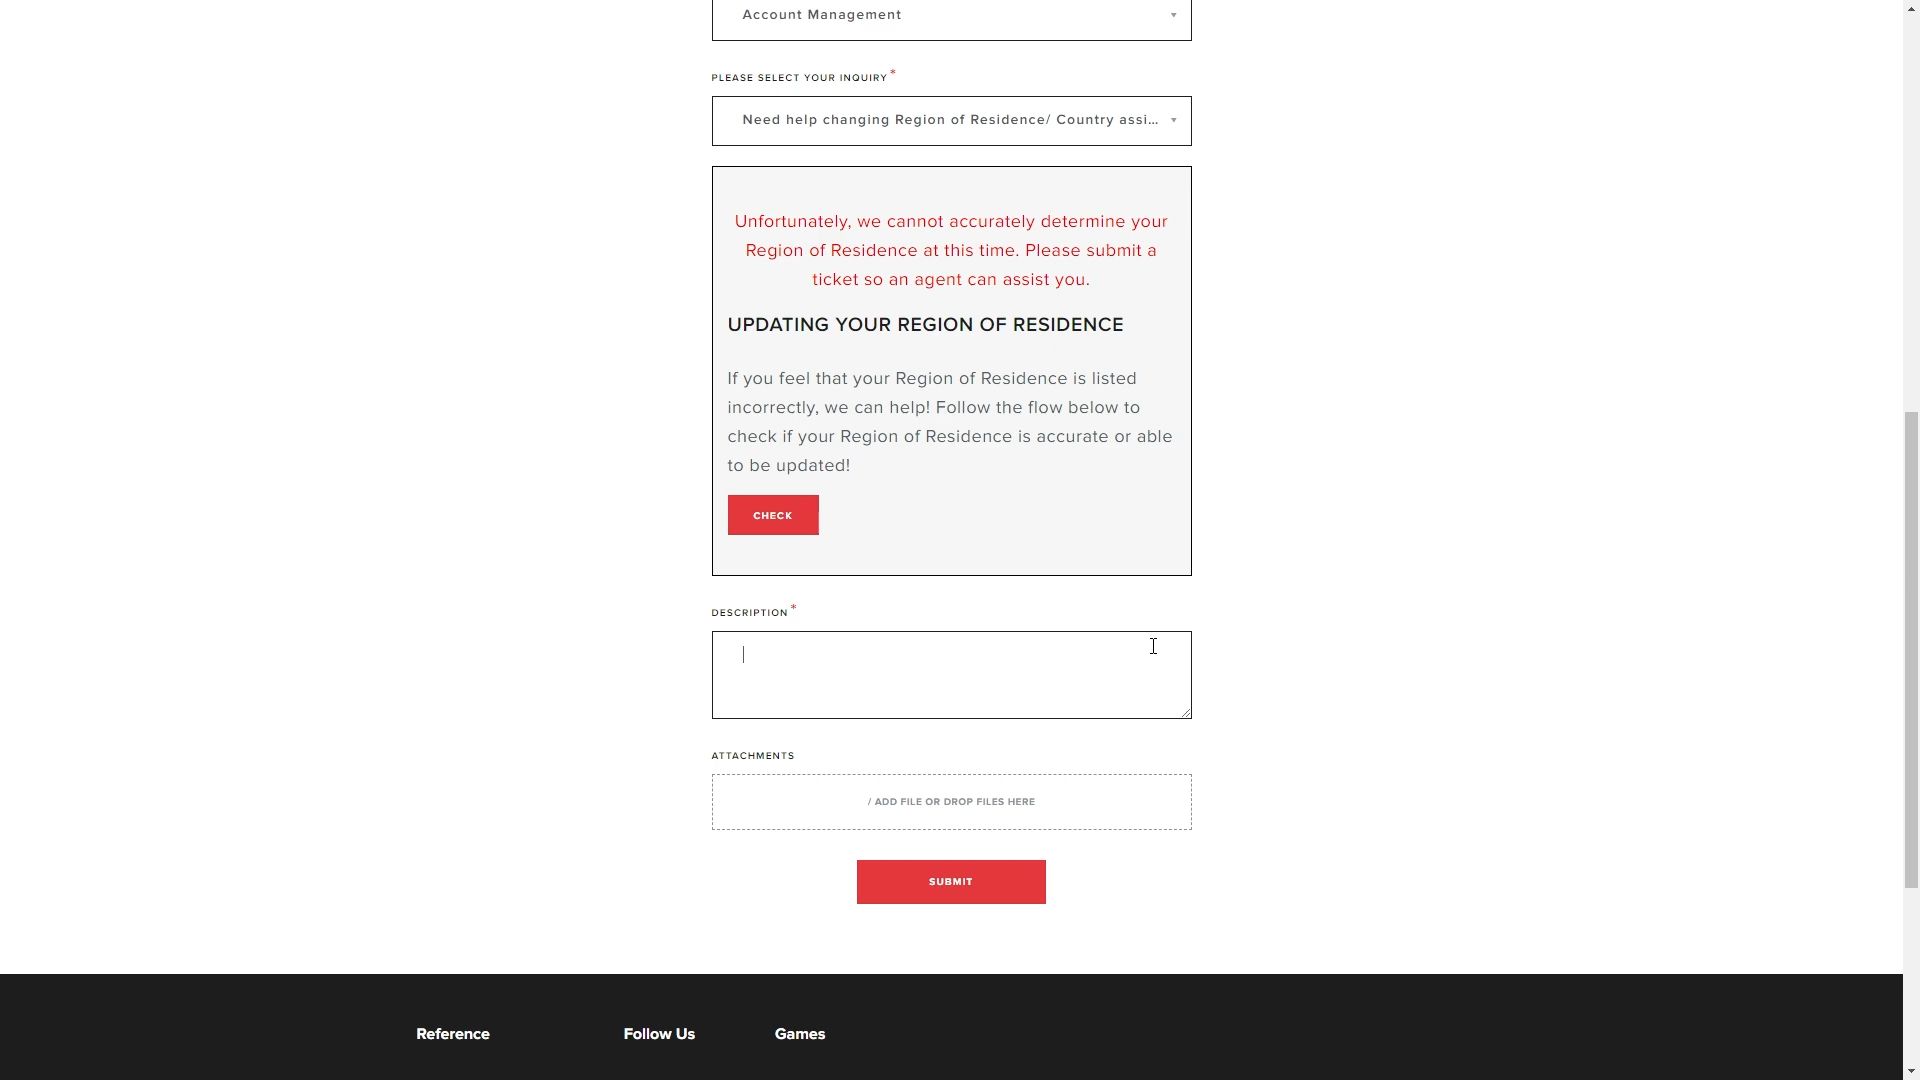 Account Management
PLEASE SELECT YOUR INQUIRY*
Need help changing Region of Residence/ Country assi...
Unfortunately, we cannot accurately determine your
Region of Residence at this time. Please submit a
ticket so an agent can assist you.
UPDATING YOUR REGION OF RESIDENCE
If you feel that your Region of Residence is listed
incorrectly, we can help! Follow the flow below to
check if your Region of Residence is accurate or able
to be updated!
CHECK
DESCRIPTION*
ATTACHMENTS
/ ADD FILE OR DROP FILES HERE
SUBMIT
Reference
Follow Us
Games